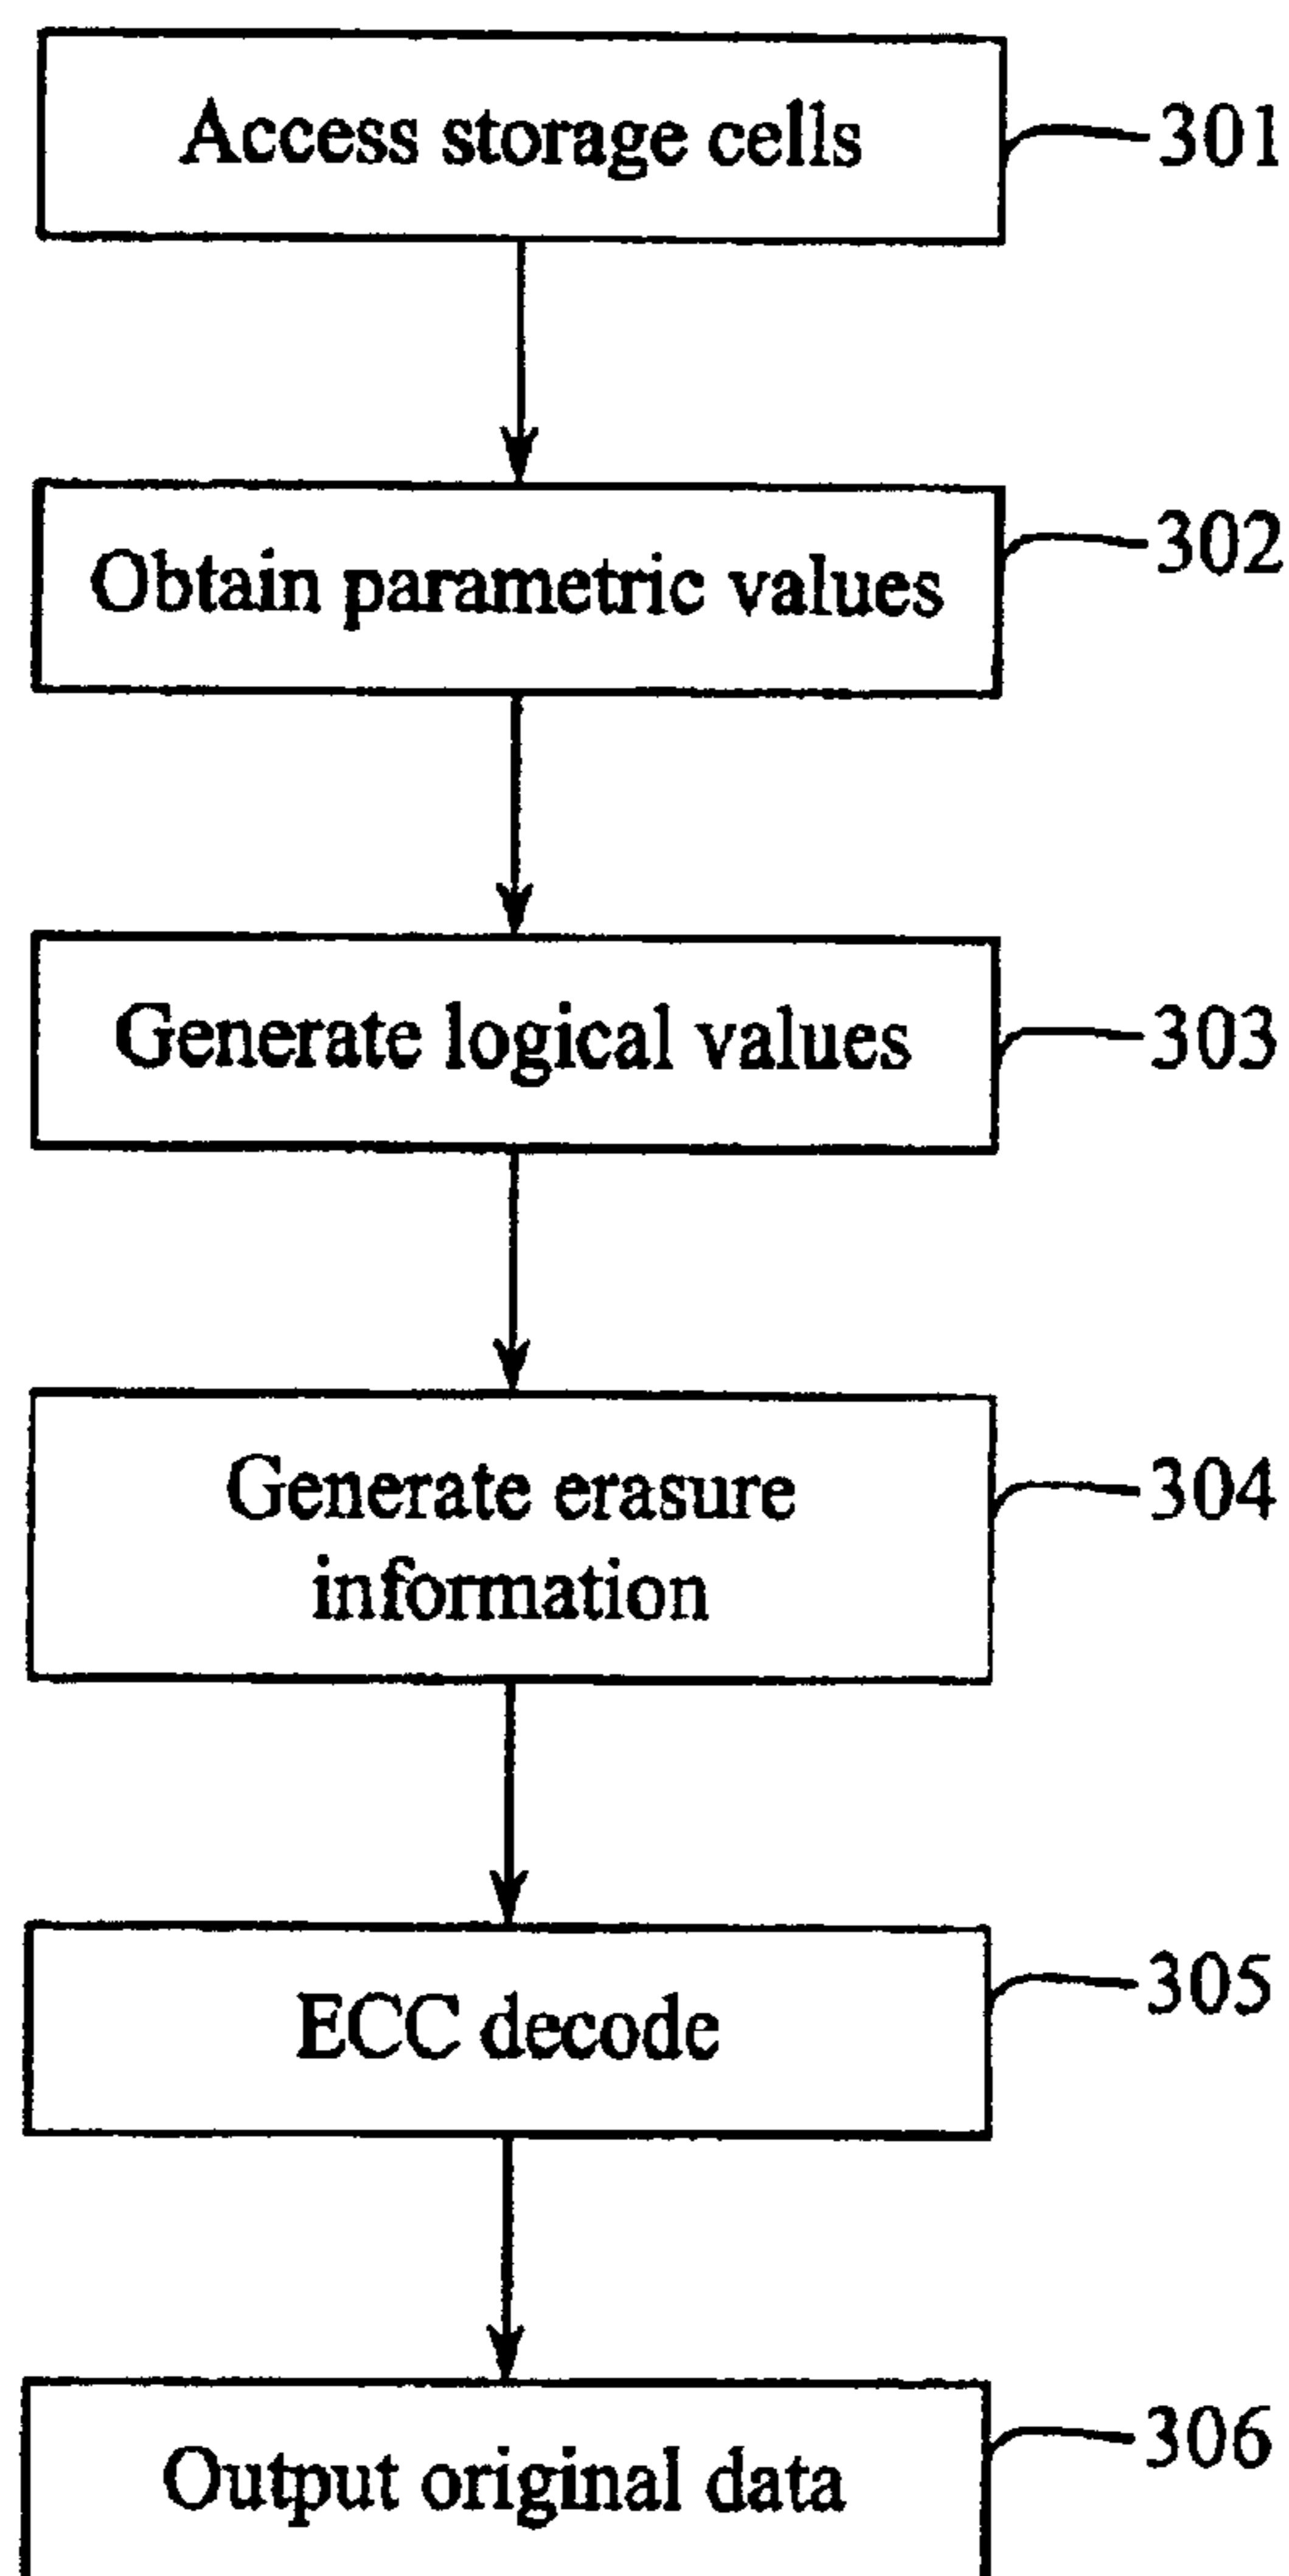 Access storage cells
301
Obtain parametric values
302
Generate logical values
303
Generate erasure
information
304
ECC decode
305
Output original data
306